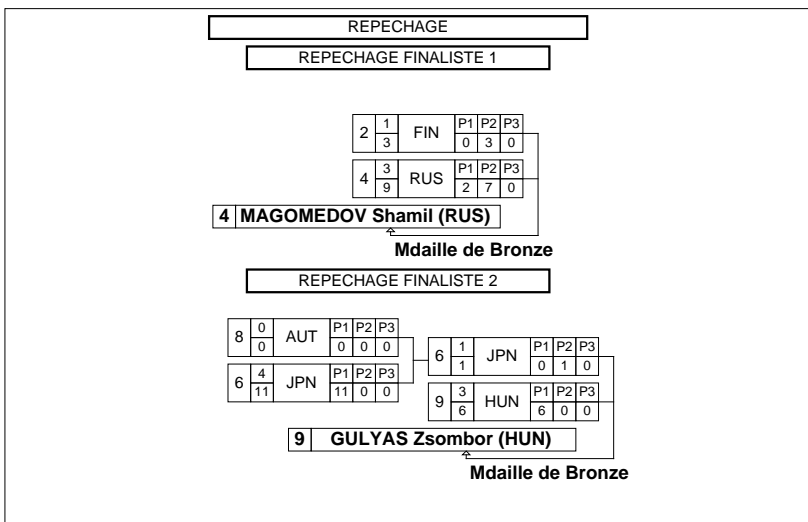 REPECHAGE
REPECHAGE FINALISTE 1
2 1 FIN P1 P2 P3
3 0 3 0
4 3 RUS P1 P2 P3
9 2 7 0
4 MAGOMEDOV Shamil (RUS)
Mdaille de Bronze
REPECHAGE FINALISTE 2
8 0 AUT P1 P2 P3
0 0 0 0
6 4 JPN P1 P2 P3
11 11 0 0
6 1 JPN P1 P2 P3
1 0 1 0
9 3 HUN P1 P2 P3
6 6 0 0
9 GULYAS Zsombor (HUN)
Mdaille de Bronze